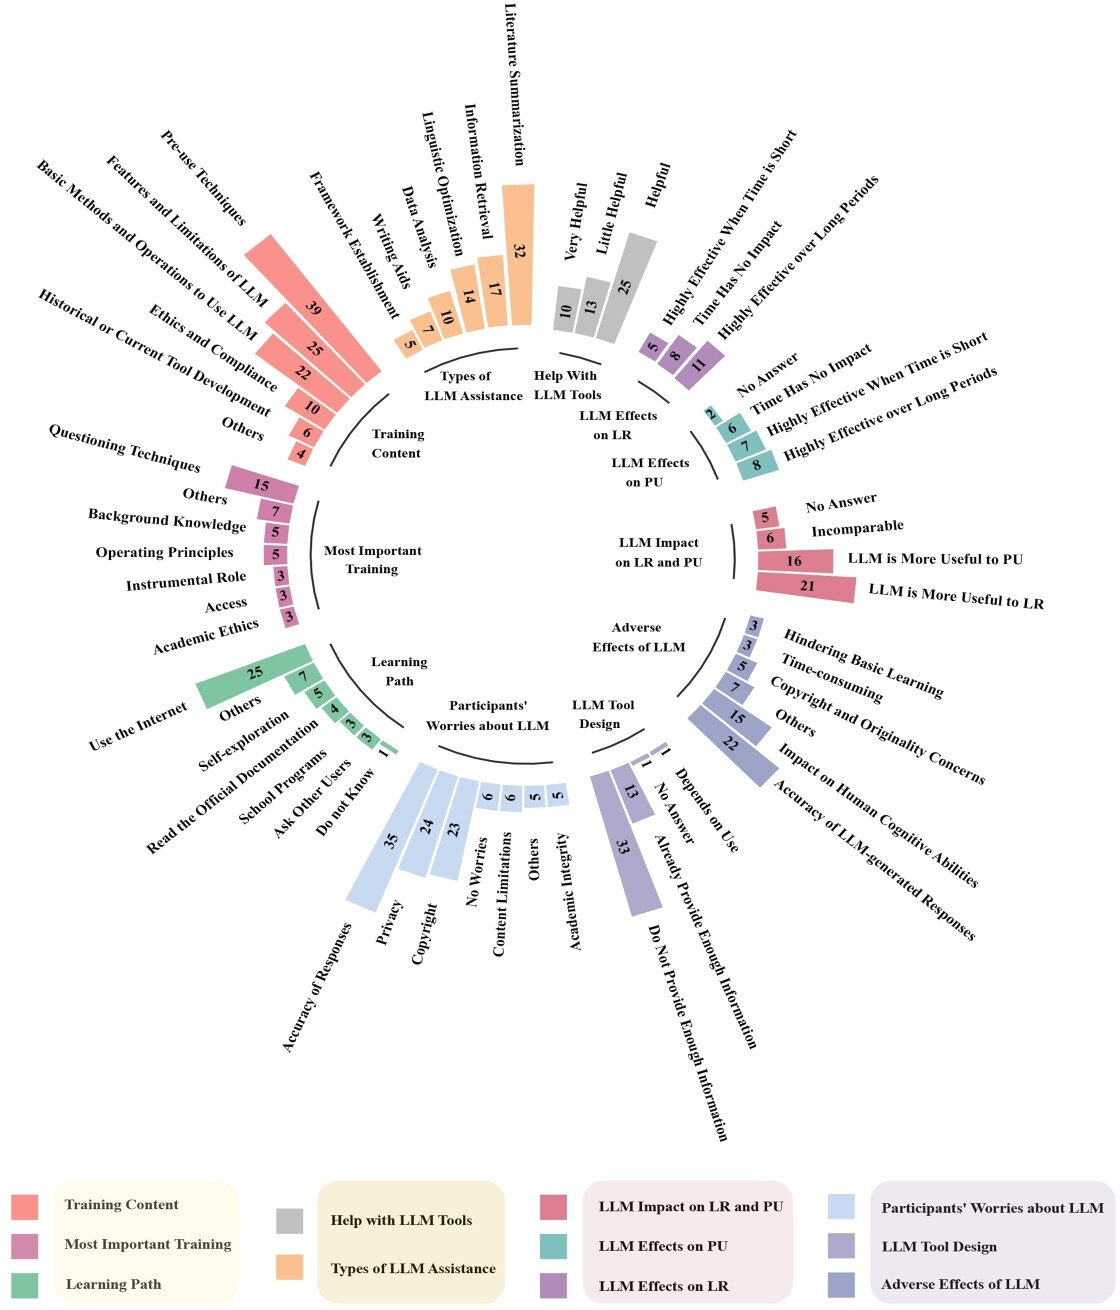 Literature Summarization
32
Information Retrieval
17
Linguistic Optimization
14
Data Analysis
10
Writing Aids
7
Framework Establishment
5
Types of
LLM Assistance
Very Helpful
10
Little Helpful
13
Helpful
25
Help With
LLM Tools
Highly Effective When Time is Short
5
Time Has No Impact
8
Highly Effective over Long Periods
11
LLM Effects
on LR
No Answer
2
Time Has No Impact
6
Highly Effective When Time is Short
7
Highly Effective over Long Periods
8
LLM Effects
on PU
No Answer
5
Incomparable
6
LLM is More Useful to PU
16
LLM is More Useful to LR
21
LLM Impact
on LR and PU
Hindering Basic Learning
3
Time-consuming
3
Copyright and Originality Concerns
5
Others
7
Impact on Human Cognitive Abilities
15
Accuracy of LLM-generated Responses
22
Adverse
Effects of LLM
Depends on Use
1
No Answer
1
Already Provide Enough Information
13
Do Not Provide Enough Information
33
LLM Tool
Design
Academic Integrity
5
Others
5
Content Limitations
6
No Worries
6
Copyright
23
Privacy
24
Accuracy of Responses
35
Participants'
Worries about LLM
Do not Know
1
Ask Other Users
3
School Programs
3
Read the Official Documentation
4
Self-exploration
5
Others
7
Use the Internet
25
Learning
Path
Academic Ethics
3
Access
3
Instrumental Role
3
Operating Principles
5
Background Knowledge
5
Others
7
Questioning Techniques
15
Most Important
Training
Others
4
Historical or Current Tool Development
6
Ethics and Compliance
10
Basic Methods and Operations to Use LLM
22
Features and Limitations of LLM
25
Pre-use Techniques
39
Training
Content
Training Content
Most Important Training
Learning Path
Help with LLM Tools
Types of LLM Assistance
LLM Impact on LR and PU
LLM Effects on PU
LLM Effects on LR
Participants' Worries about LLM
LLM Tool Design
Adverse Effects of LLM